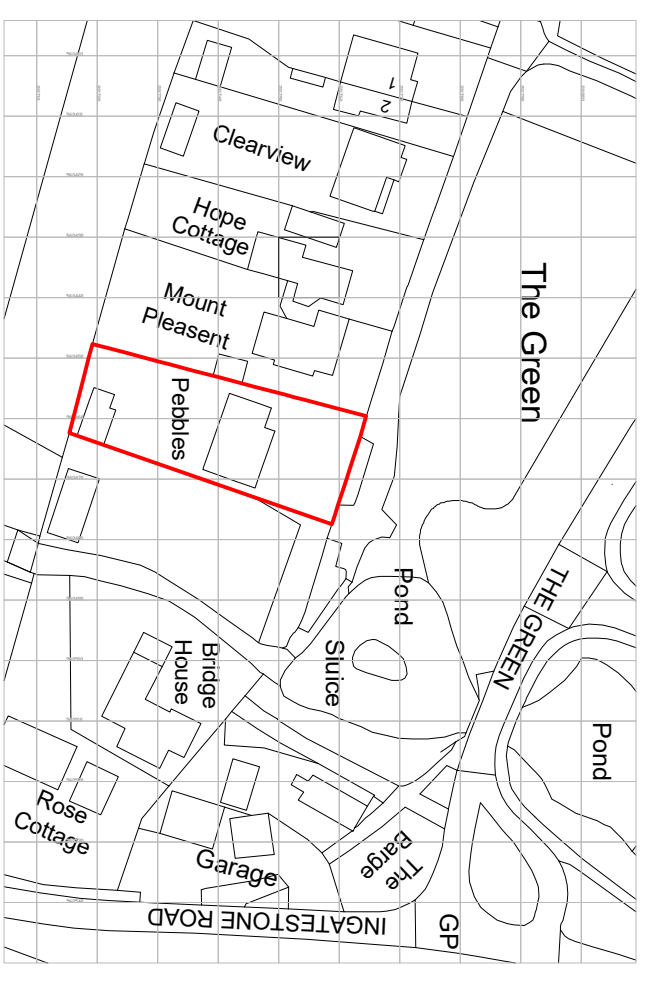 1
2
Clearview
Hope
Cottage
The Green
Mount
Pleasent
Pebbles
Pond
THE GREEN
Sluice
Bridge
House
Pond
Rose
Cottage
The
Barge
Garage
INGATESTONE ROAD
GP